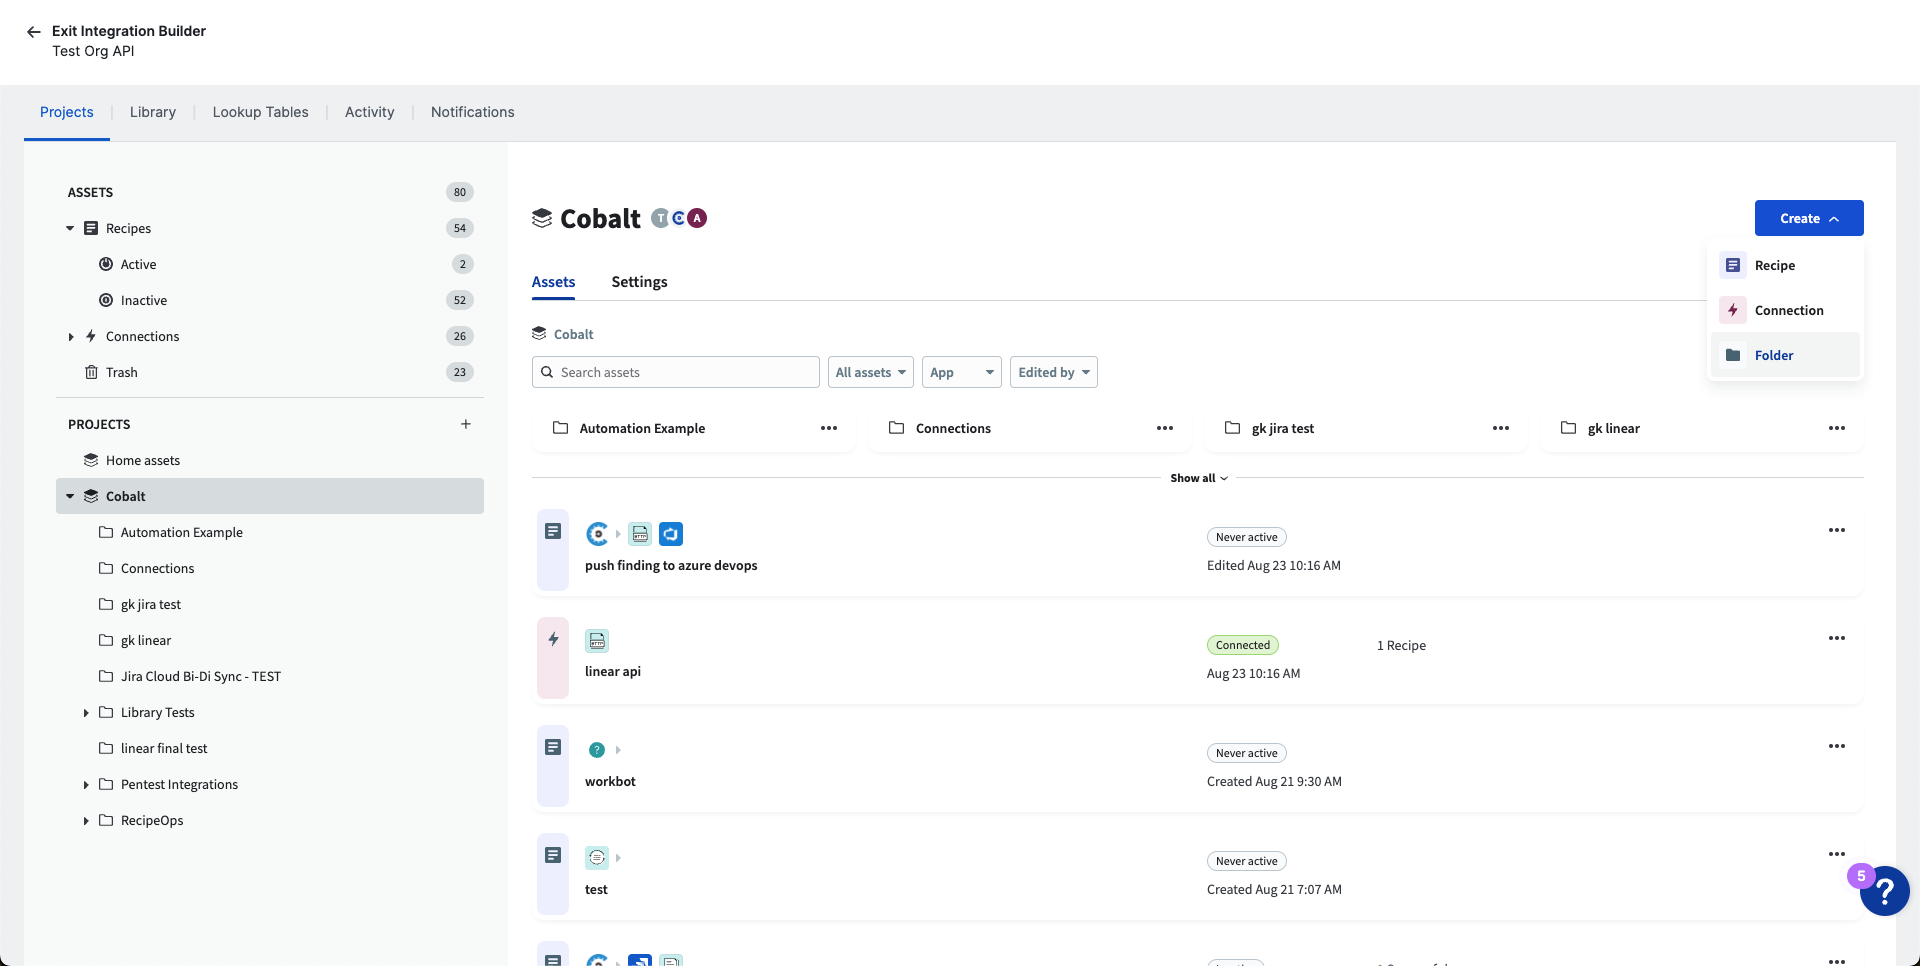 Exit Integration Builder
Test Org API
Projects
Library
Lookup Tables
Activity
Notifications
ASSETS
80
Recipes
54
Active
2
Inactive
52
Connections
26
Trash
23
PROJECTS
Home assets
Cobalt
Automation Example
Connections
gk jira test
gk linear
Jira Cloud Bi-Di Sync - TEST
Library Tests
linear final test
Pentest Integrations
RecipeOps
Cobalt
T
A
Create
Recipe
Connection
Folder
Assets
Settings
Cobalt
Search assets
All assets
App
Edited by
Automation Example
Connections
gk jira test
gk linear
Show all
push finding to azure devops
Never active
Edited Aug 23 10:16 AM
linear api
Connected
Aug 23 10:16 AM
1 Recipe
workbot
Never active
Created Aug 21 9:30 AM
test
Never active
Created Aug 21 7:07 AM
5
?